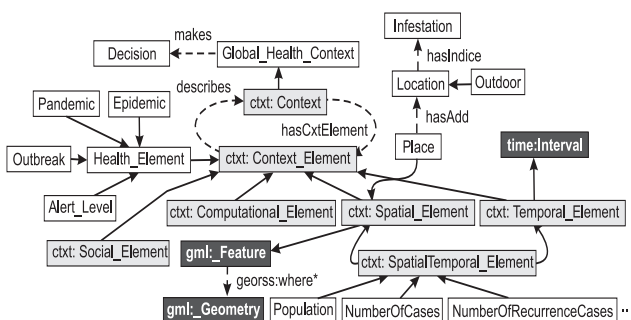 Infestation
makes
Decision
Global_Health_Context
hasIndice
describes
Location
Outdoor
Pandemic
Epidemic
ctxt: Context
hasAdd
hasCxtElement
Place
time:Interval
Outbreak
Health_Element
ctxt: Context_Element
Alert_Level
ctxt: Computational_Element
ctxt: Spatial_Element
ctxt: Temporal_Element
ctxt: Social_Element
gml:_Feature
ctxt: SpatialTemporal_Element
georss:where*
gml:_Geometry
Population
NumberOfCases
NumberOfRecurrenceCases
...